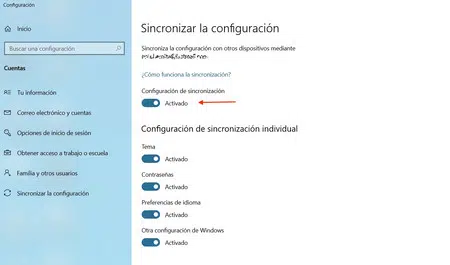 Configuración
Inicio
Buscar una configuración
Cuentas
Tu información
Correo electrónico y cuentas
Opciones de inicio de sesión
Obtener acceso a trabajo o escuela
Familia y otros usuarios
Sincronizar la configuración
Sincronizar la configuración
Sincroniza la configuración con otros dispositivos mediante
¿Cómo funciona la sincronización?
Configuración de sincronización
Activado
Configuración de sincronización individual
Tema
Activado
Contraseñas
Activado
Preferencias de idioma
Activado
Otra configuración de Windows
Activado